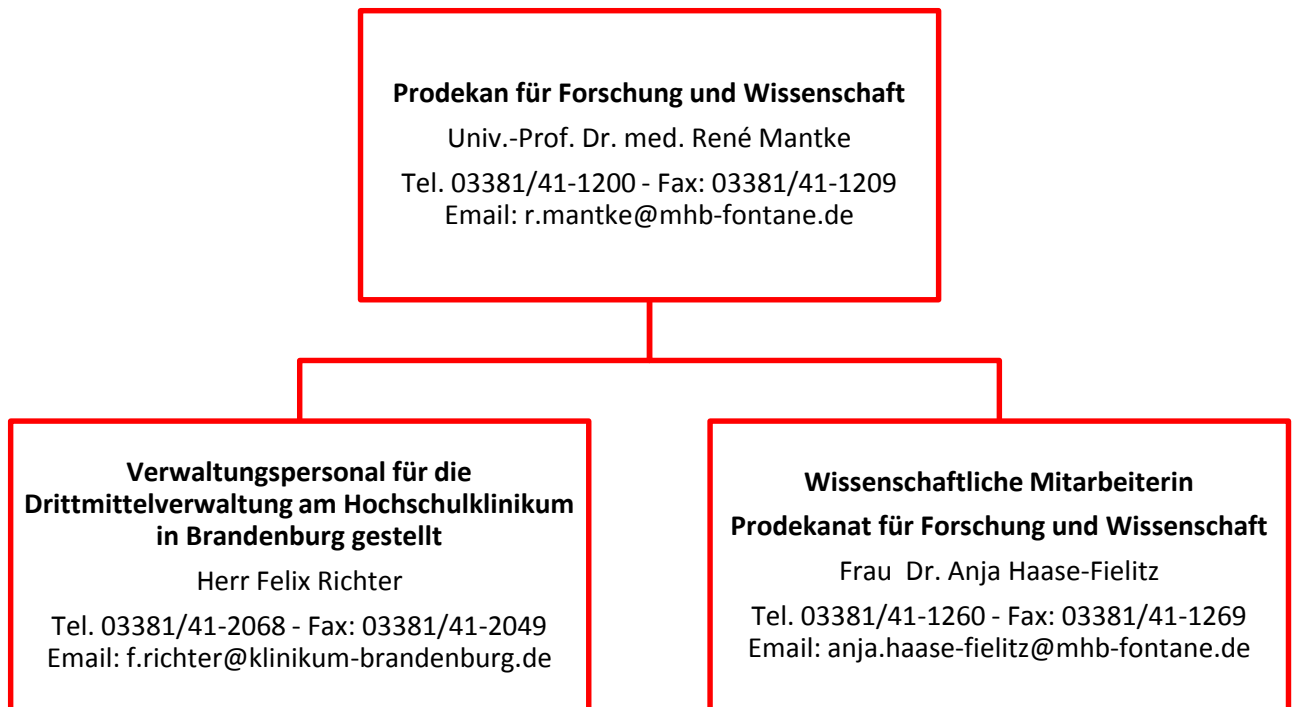 Prodekan für Forschung und Wissenschaft
Univ.-Prof. Dr. med. René Mantke
Tel. 03381/41-1200 - Fax: 03381/41-1209
Email: r.mantke@mhb-fontane.de
Verwaltungspersonal für die
Drittmittelverwaltung am Hochschulklinikum
in Brandenburg gestellt
Herr Felix Richter
Tel. 03381/41-2068 - Fax: 03381/41-2049
Email: f.richter@klinikum-brandenburg.de
Wissenschaftliche Mitarbeiterin
Prodekanat für Forschung und Wissenschaft
Frau  Dr. Anja Haase-Fielitz
Tel. 03381/41-1260 - Fax: 03381/41-1269
Email: anja.haase-fielitz@mhb-fontane.de